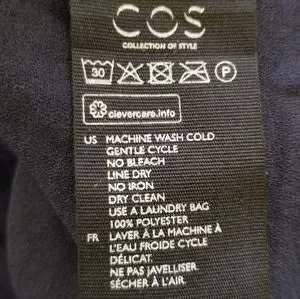 COS
COLLECTION OF STYLE
30 P
clevercare.info
US MACHINE WASH COLD
GENTLE CYCLE
NO BLEACH
LINE DRY
NO IRON
DRY CLEAN
USE A LAUNDRY BAG
100% POLYESTER
FR LAVER À LA MACHINE À
L'EAU FROIDE CYCLE
DÉLICAT.
NE PAS JAVELLISER.
SÉCHER À L'AIR